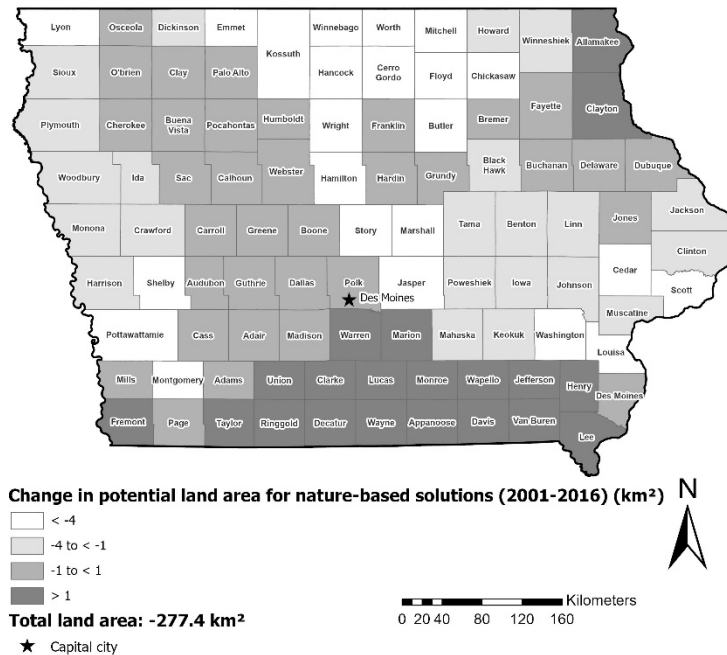 Lyon Osceola Dickinson Emmet Winnebago Worth Mitchell Howard Winneshiek Allamakee
Kossuth
Sioux O'brien Clay Palo Alto Hancock Cerro Gordo Floyd Chickasaw
Plymouth Cherokee Buena Vista Pocahontas Humboldt Wright Franklin Butler Bremer Fayette Clayton
Woodbury Ida Sac Calhoun Webster Hamilton Hardin Grundy Black Hawk Buchanan Delaware Dubuque
Monona Crawford Carroll Greene Boone Story Marshall Tama Benton Linn Jones Jackson
Clinton
Harrison Shelby Audubon Guthrie Dallas Polk Jasper Poweshiek Iowa Johnson Cedar
Scott
Des Moines
Muscatine
Pottawattamie Cass Adair Madison Warren Marion Mahaska Keokuk Washington
Louisa
Mills Montgomery Adams Union Clarke Lucas Monroe Wapello Jefferson Henry Des Moines
Fremont Page Taylor Ringgold Decatur Wayne Appanoose Davis Van Buren Lee
Change in potential land area for nature-based solutions (2001-2016) (km²)
< -4
-4 to < -1
-1 to < 1
> 1
Total land area: -277.4 km²
Capital city
N
Kilometers
0 20 40 80 120 160